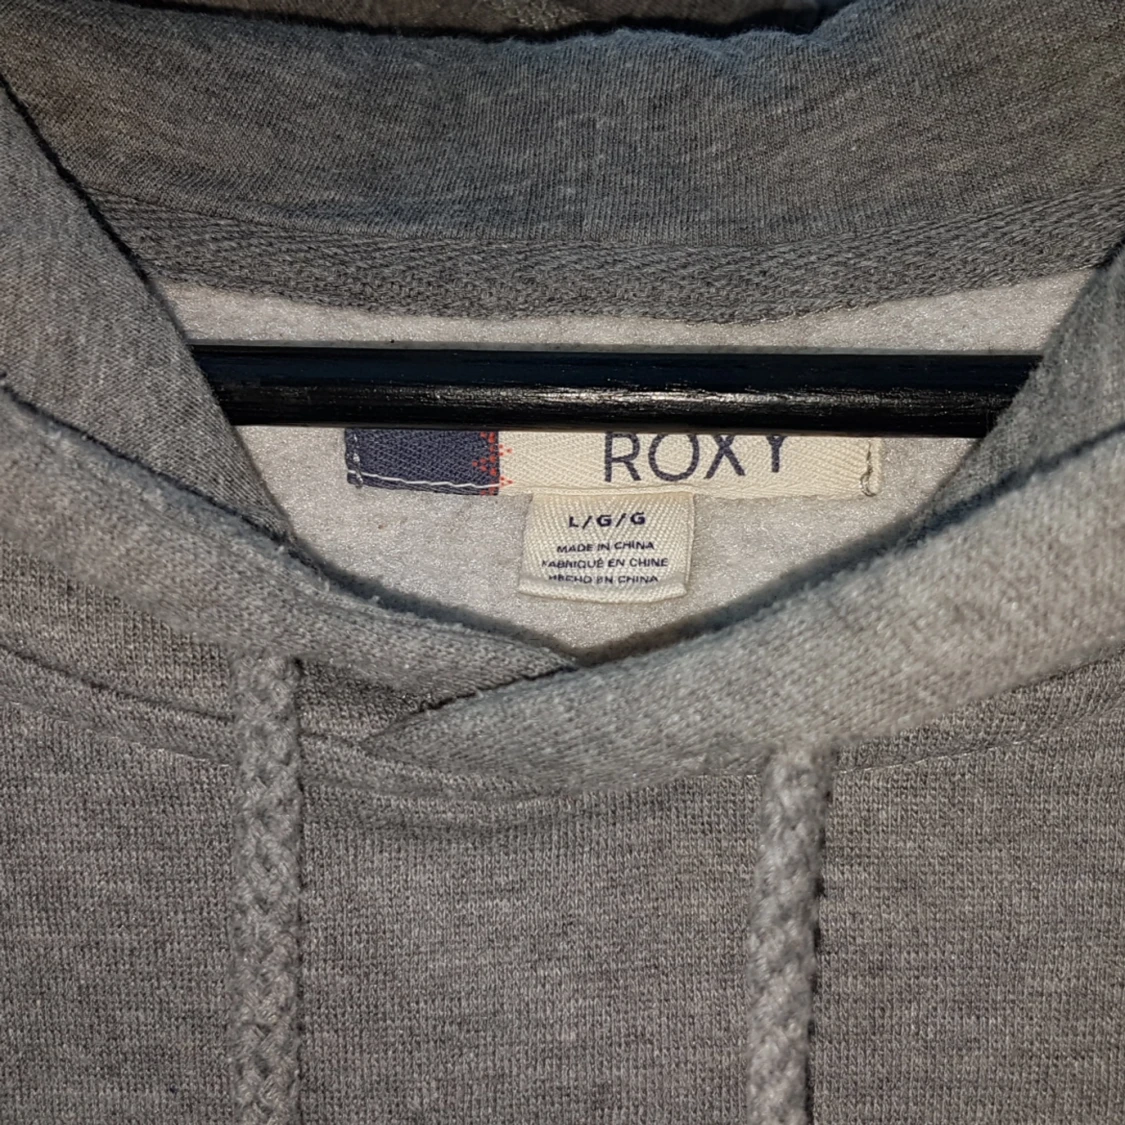 ROXY
L/G/G
MADE IN CHINA
FABRIQUÉ EN CHINE
HECHO EN CHINA